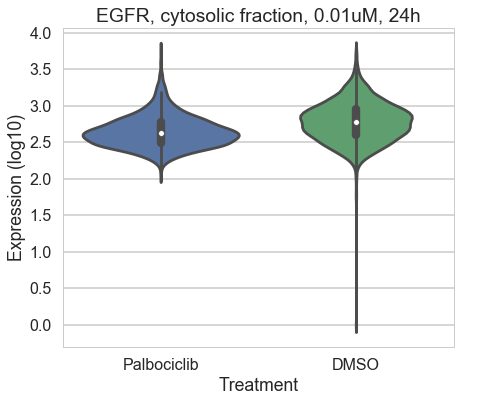 EGFR, cytosolic fraction, 0.01uM, 24h
4.0
3.5
3.0
2.5
2.0
1.5
1.0
0.5
0.0
Expression (log10)
Palbociclib DMSO
Treatment